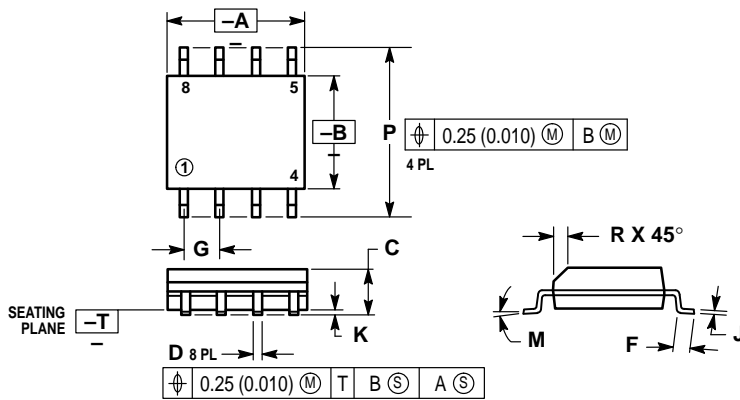 –A–
8 5
–B–
P
⌖ 0.25 (0.010) Ⓜ B Ⓜ
4 PL
① 4
G
C
R X 45°
SEATING
PLANE
–T–
K
M
F
J
D 8 PL
⌖ 0.25 (0.010) Ⓜ T B Ⓢ A Ⓢ